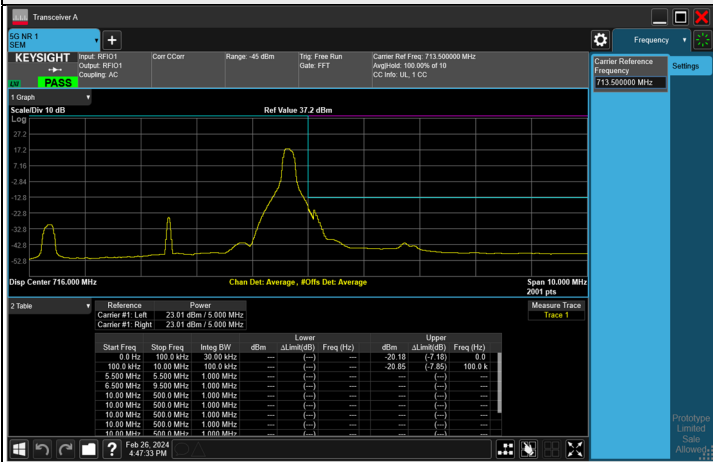 Transceiver A
5G NR 1
SEM
Frequency
KEYSIGHT
Input: RFIO1
Output: RFIO1
Coupling: AC
Corr CCorr
Range: -45 dBm
Trig: Free Run
Gate: FFT
Carrier Ref Freq: 713.500000 MHz
Avg|Hold: 100.00% of 10
CC Info: UL, 1 CC
PASS
Carrier Reference
Frequency
713.500000 MHz
Settings
1 Graph
Scale/Div 10 dB
Ref Value 37.2 dBm
Log
27.2
17.2
7.16
-2.84
-12.8
-22.8
-32.8
-42.8
-52.8
Disp Center 716.000 MHz
Chan Det: Average, #Offs Det: Average
Span 10.000 MHz
2001 pts
2 Table
Reference Power
Carrier #1: Left 23.01 dBm / 5.000 MHz
Carrier #1: Right 23.01 dBm / 5.000 MHz
Measure Trace
Trace 1
Lower Upper
Start Freq Stop Freq Integ BW dBm ΔLimit(dB) Freq (Hz) dBm ΔLimit(dB) Freq (Hz)
0.0 Hz 100.0 kHz 30.00 kHz --- (---) --- -20.18 (-7.18) 0.0
100.0 kHz 10.00 MHz 100.0 kHz --- (---) --- -20.85 (-7.85) 100.0 k
5.500 MHz 5.500 MHz 1.000 MHz --- (---) --- --- (---) ---
6.500 MHz 9.500 MHz 1.000 MHz --- (---) --- --- (---) ---
10.00 MHz 500.0 MHz 1.000 MHz --- (---) --- --- (---) ---
10.00 MHz 500.0 MHz 1.000 MHz --- (---) --- --- (---) ---
10.00 MHz 500.0 MHz 1.000 MHz --- (---) --- --- (---) ---
10.00 MHz 500.0 MHz 1.000 MHz --- (---) --- --- (---) ---
10.00 MHz 500.0 MHz 1.000 MHz --- (---) --- --- (---) ---
Prototype
Limited
Sale
Allowed
Feb 26, 2024
4:47:33 PM